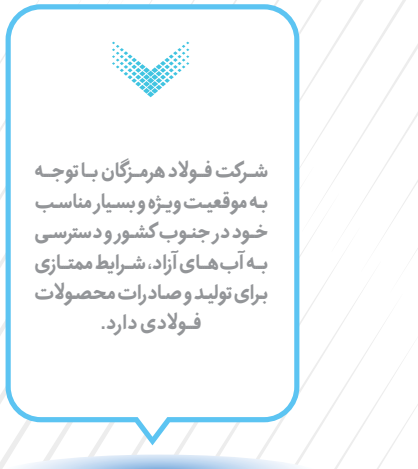 شرکت فولاد هرمزگان با توجه
به موقعیت ویژه و بسیار مناسب
خود در جنوب کشور و دسترسی
به آب‌های آزاد، شرایط ممتازی
برای تولید و صادرات محصولات
فولادی دارد.